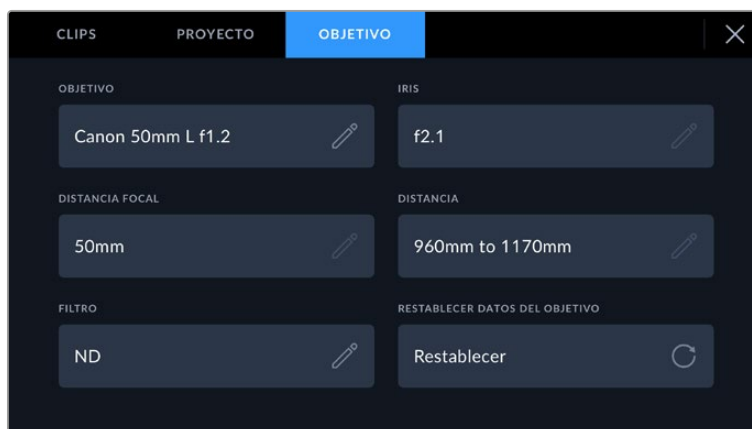 CLIPS PROYECTO OBJETIVO
OBJETIVO IRIS
Canon 50mm L f1.2 f2.1
DISTANCIA FOCAL DISTANCIA
50mm 960mm to 1170mm
FILTRO RESTABLECER DATOS DEL OBJETIVO
ND Restablecer